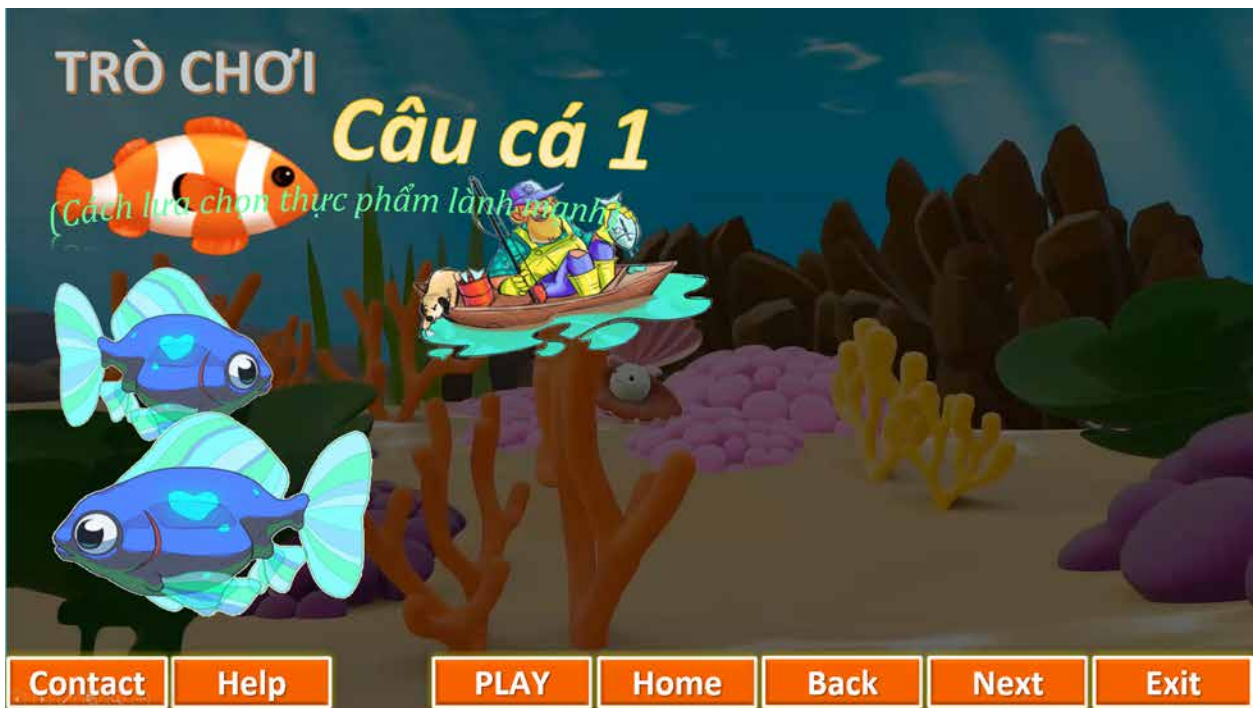 TRÒ CHƠI
Câu cá 1
(Cách lựa chọn thực phẩm lành mạnh)
Contact
Help
PLAY
Home
Back
Next
Exit